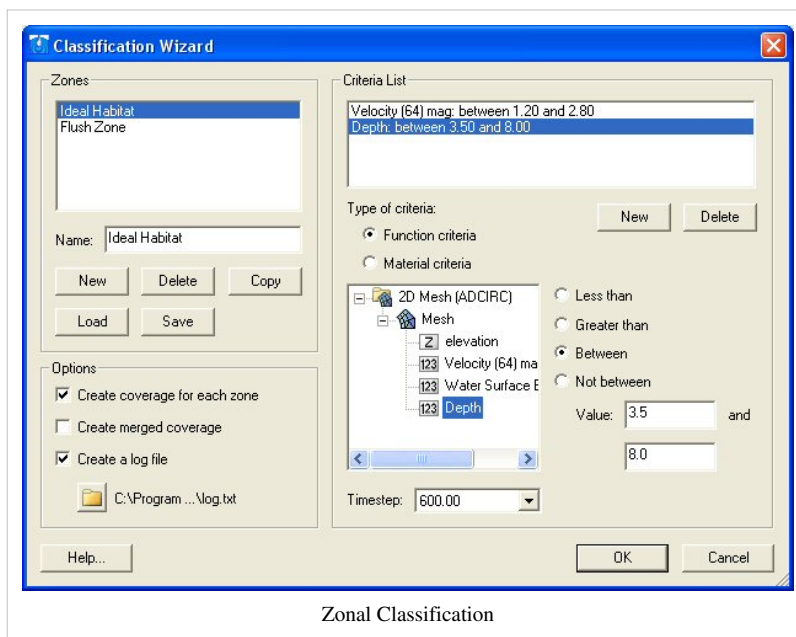 Classification Wizard
Zones
Ideal Habitat
Flush Zone
Name: Ideal Habitat
New Delete Copy
Load Save
Options
Create coverage for each zone
Create merged coverage
Create a log file
C:\Program ...\log.txt
Criteria List
Velocity (64) mag: between 1.20 and 2.80
Depth: between 3.50 and 8.00
Type of criteria:
New Delete
Function criteria
Material criteria
2D Mesh (ADCIRC)
Mesh
Z elevation
123 Velocity (64) ma
123 Water Surface E
123 Depth
Less than
Greater than
Between
Not between
Value: 3.5 and
8.0
Timestep: 600.00
Help... OK Cancel
Zonal Classification